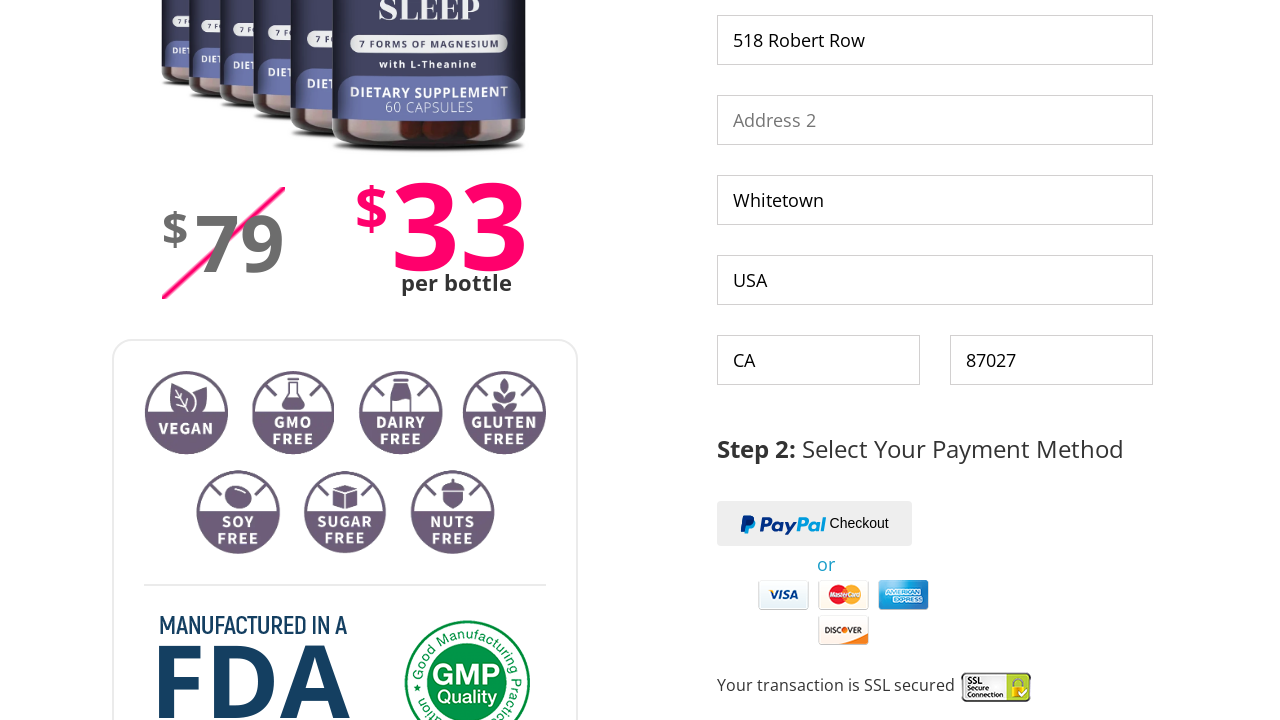 SLEEP
7 FORMS OF MAGNESIUM
with L-Theanine
DIETARY SUPPLEMENT
60 CAPSULES
$79
$33
per bottle
VEGAN
GMO FREE
DAIRY FREE
GLUTEN FREE
SOY FREE
SUGAR FREE
NUTS FREE
MANUFACTURED IN A
FDA
Good Manufacturing
GMP
Quality
518 Robert Row
Address 2
Whitetown
USA
CA
87027
Step 2: Select Your Payment Method
PayPal Checkout
or
VISA
MasterCard
AMERICAN EXPRESS
DISCOVER
Your transaction is SSL secured
SSL
Secure
Connection